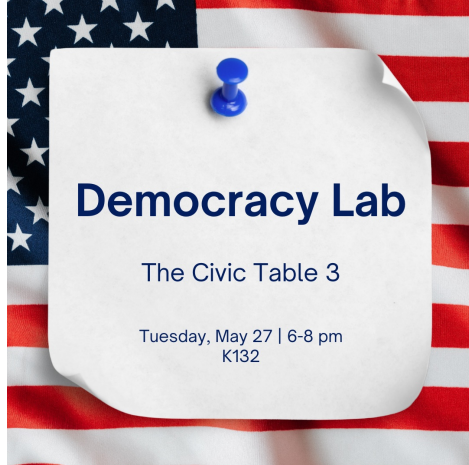 Democracy Lab
The Civic Table 3
Tuesday, May 27 | 6-8 pm
K132